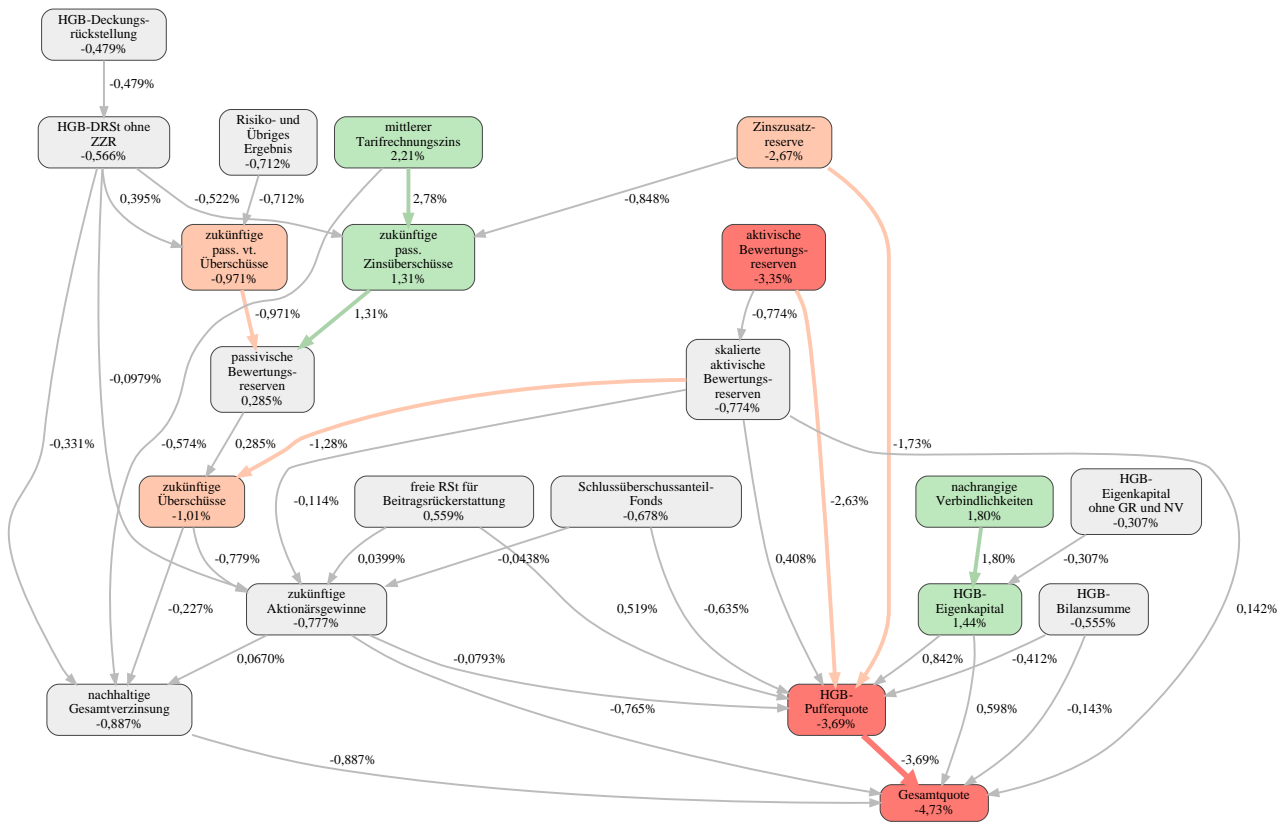 HGB-Deckungs-
rückstellung
-0,479%
-0,479%
HGB-DRSt ohne
ZZR
-0,566%
Risiko- und
Übriges
Ergebnis
-0,712%
mittlerer
Tarifrechnungszins
2,21%
Zinszusatz-
reserve
-2,67%
0,395%
-0,522%
-0,712%
2,78%
-0,848%
zukünftige
pass. vt.
Überschüsse
-0,971%
zukünftige
pass.
Zinsüberschüsse
1,31%
aktivische
Bewertungs-
reserven
-3,35%
-0,971%
1,31%
-0,774%
passivische
Bewertungs-
reserven
0,285%
skalierte
aktivische
Bewertungs-
reserven
-0,774%
-0,0979%
-0,331%
-0,574%
0,285%
-1,28%
-1,73%
zukünftige
Überschüsse
-1,01%
freie RSt für
Beitragsrückerstattung
0,559%
Schlussüberschussanteil-
Fonds
-0,678%
nachrangige
Verbindlichkeiten
1,80%
HGB-
Eigenkapital
ohne GR und NV
-0,307%
-0,114%
-2,63%
-0,779%
0,0399%
-0,0438%
0,408%
1,80%
-0,307%
zukünftige
Aktionärsgewinne
-0,777%
HGB-
Eigenkapital
1,44%
HGB-
Bilanzsumme
-0,555%
-0,227%
0,519%
-0,635%
0,142%
0,0670%
-0,0793%
0,842%
-0,412%
nachhaltige
Gesamtverzinsung
-0,887%
HGB-
Pufferquote
-3,69%
-0,765%
0,598%
-0,143%
-0,887%
-3,69%
Gesamtquote
-4,73%